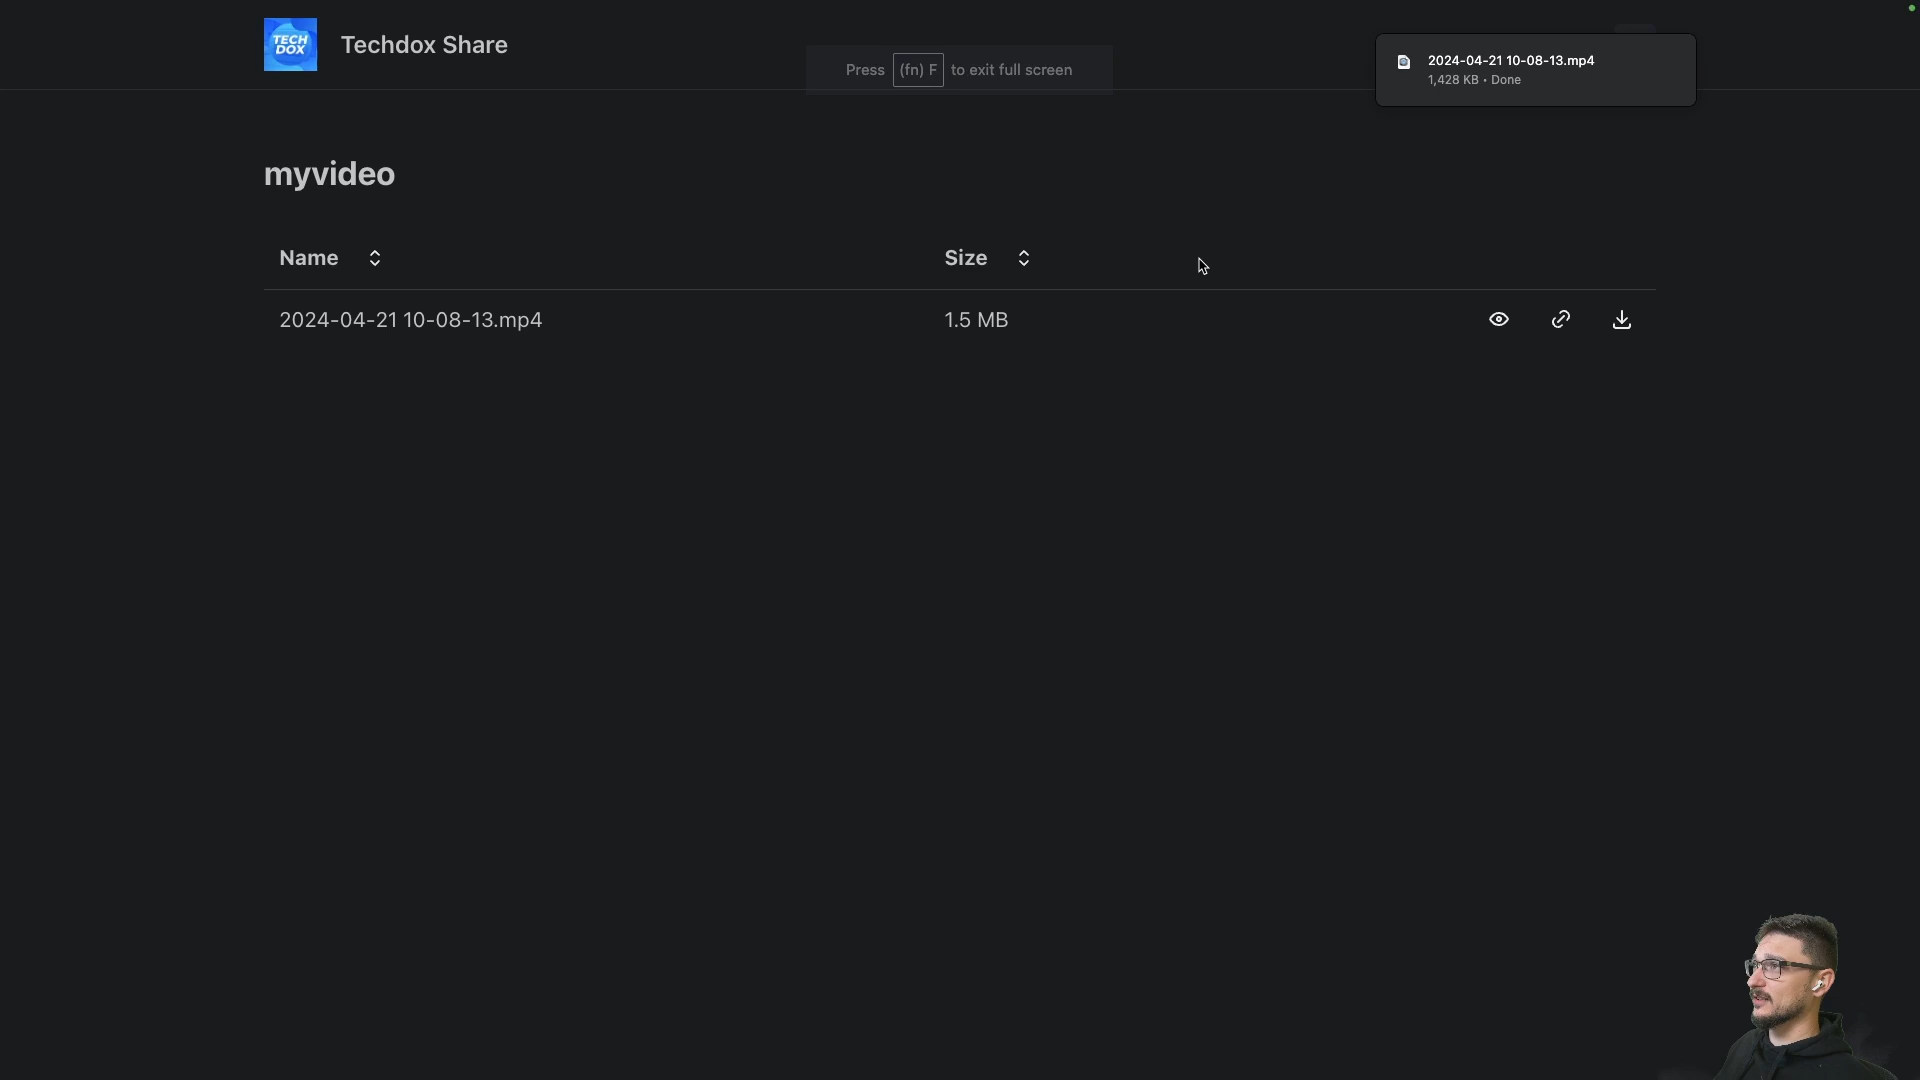 TECH
DOX
Techdox Share
Press (fn) F to exit full screen
2024-04-21 10-08-13.mp4
1,428 KB • Done
myvideo
Name
Size
2024-04-21 10-08-13.mp4
1.5 MB